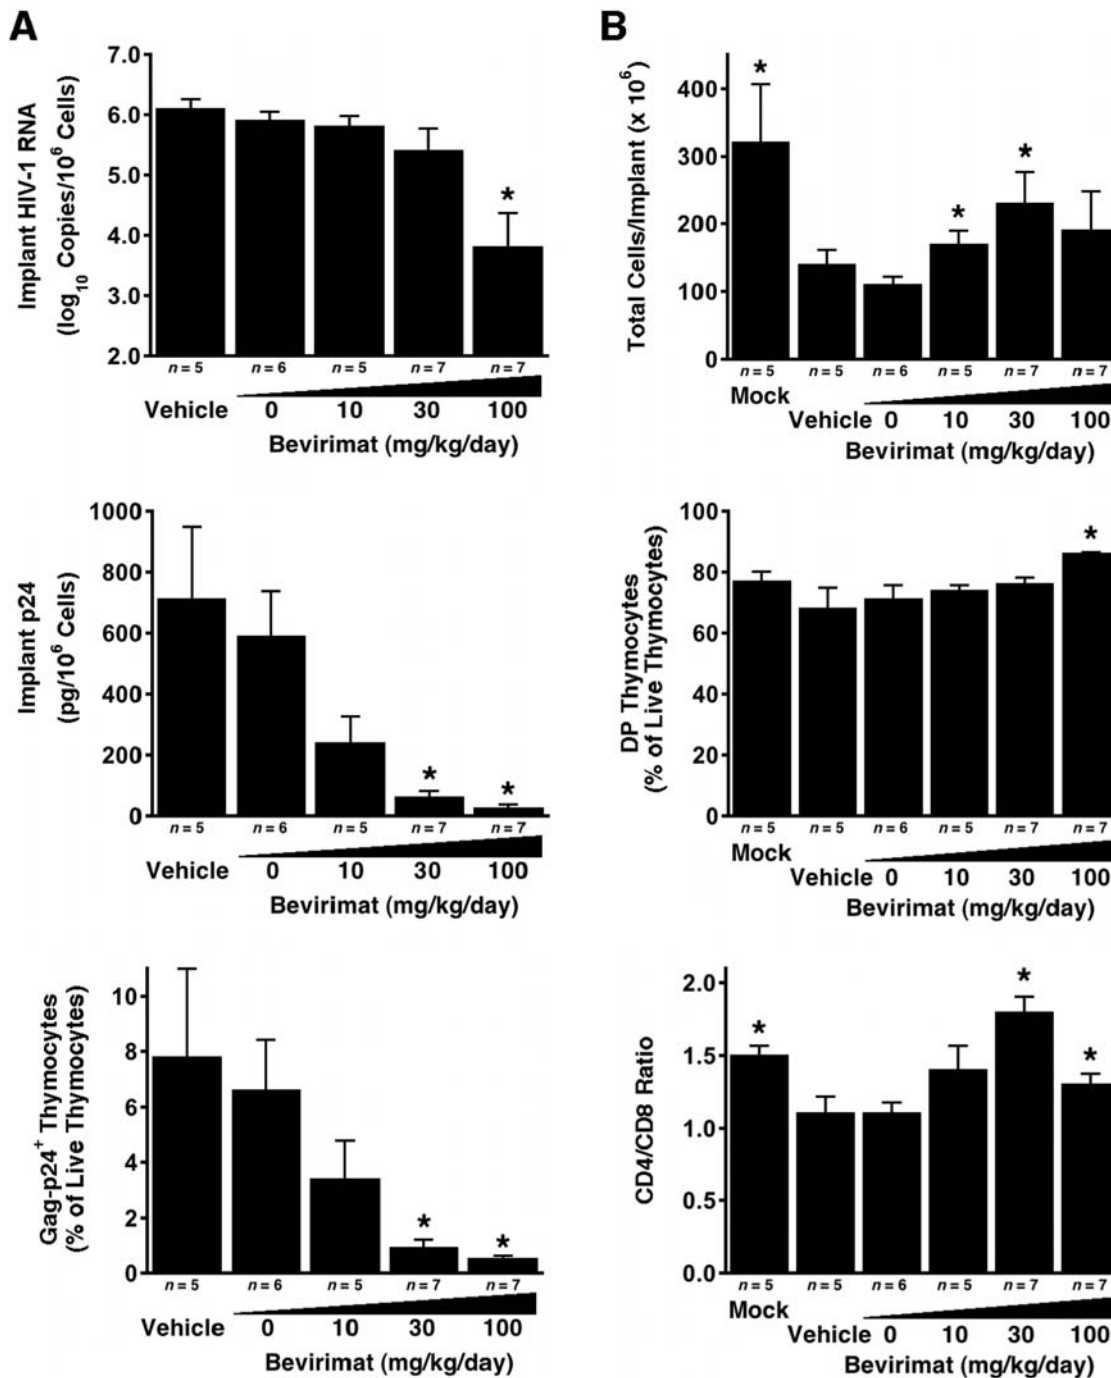 A
Implant HIV-1 RNA
(log10 Copies/10^6 Cells)
7.0
6.0
5.0
4.0
3.0
2.0
*
n = 5 n = 6 n = 5 n = 7 n = 7
Vehicle 0 10 30 100
Bevirimat (mg/kg/day)
Implant p24
(pg/10^6 Cells)
1000
800
600
400
200
0
* *
n = 5 n = 6 n = 5 n = 7 n = 7
Vehicle 0 10 30 100
Bevirimat (mg/kg/day)
Gag-p24+ Thymocytes
(% of Live Thymocytes)
10
8
6
4
2
0
* *
n = 5 n = 6 n = 5 n = 7 n = 7
Vehicle 0 10 30 100
Bevirimat (mg/kg/day)
B
Total Cells/Implant (x 10^6)
400
300
200
100
0
* * *
n = 5 n = 5 n = 6 n = 5 n = 7 n = 7
Mock
Vehicle 0 10 30 100
Bevirimat (mg/kg/day)
DP Thymocytes
(% of Live Thymocytes)
100
80
60
40
20
0
*
n = 5 n = 5 n = 6 n = 5 n = 7 n = 7
Mock
Vehicle 0 10 30 100
Bevirimat (mg/kg/day)
CD4/CD8 Ratio
2.0
1.5
1.0
0.5
0.0
* * *
n = 5 n = 5 n = 6 n = 5 n = 7 n = 7
Mock
Vehicle 0 10 30 100
Bevirimat (mg/kg/day)